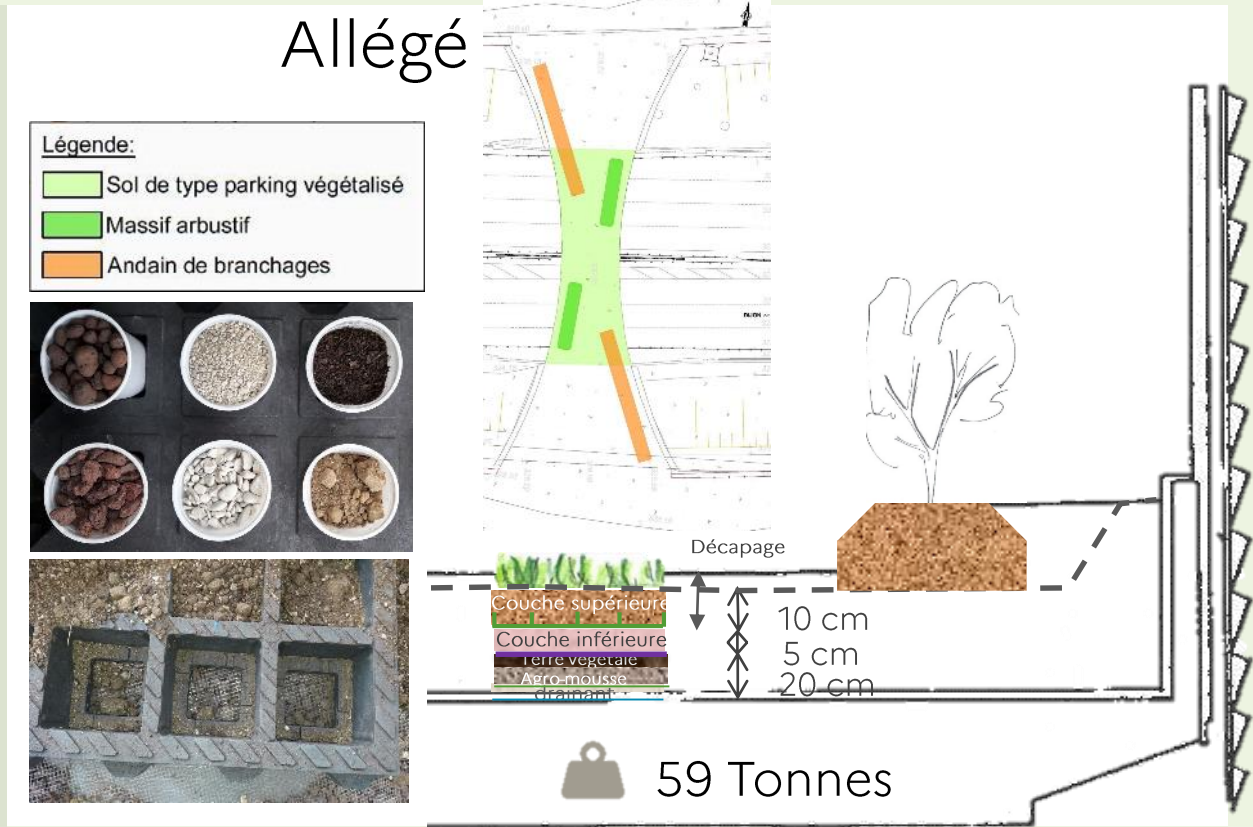 Allégé
Légende:
Sol de type parking végétalisé
Massif arbustif
Andain de branchages
DIJON
Décapage
Couche supérieure
10 cm
Couche inférieure
5 cm
Terre végétale
Agro-mousse
20 cm
drainant
59 Tonnes